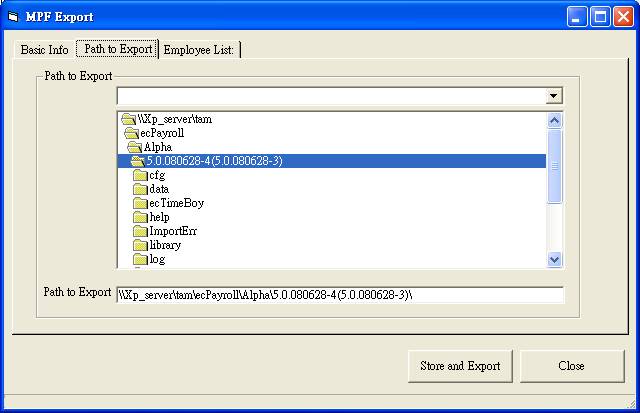 MPF Export
Basic Info Path to Export Employee List:
Path to Export
\\Xp_server\tam
ecPayroll
Alpha
5.0.080628-4(5.0.080628-3)
cfg
data
ecTimeBoy
help
ImportErr
library
log
Path to Export \\Xp_server\tam\ecPayroll\Alpha\5.0.080628-4(5.0.080628-3)\
Store and Export Close